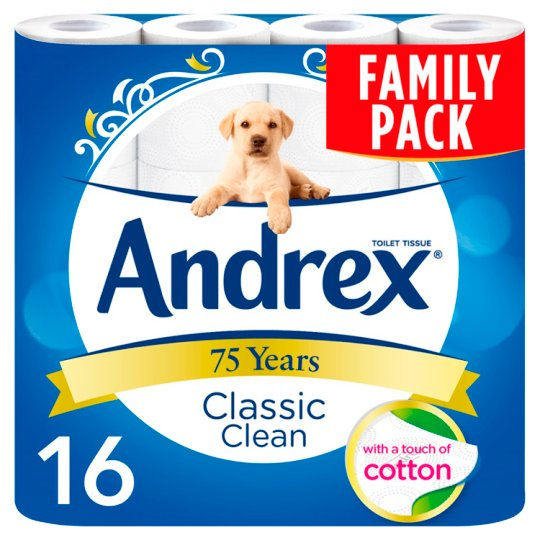 FAMILY
PACK
TOILET TISSUE
Andrex®
75 Years
Classic
Clean
16
with a touch of
cotton